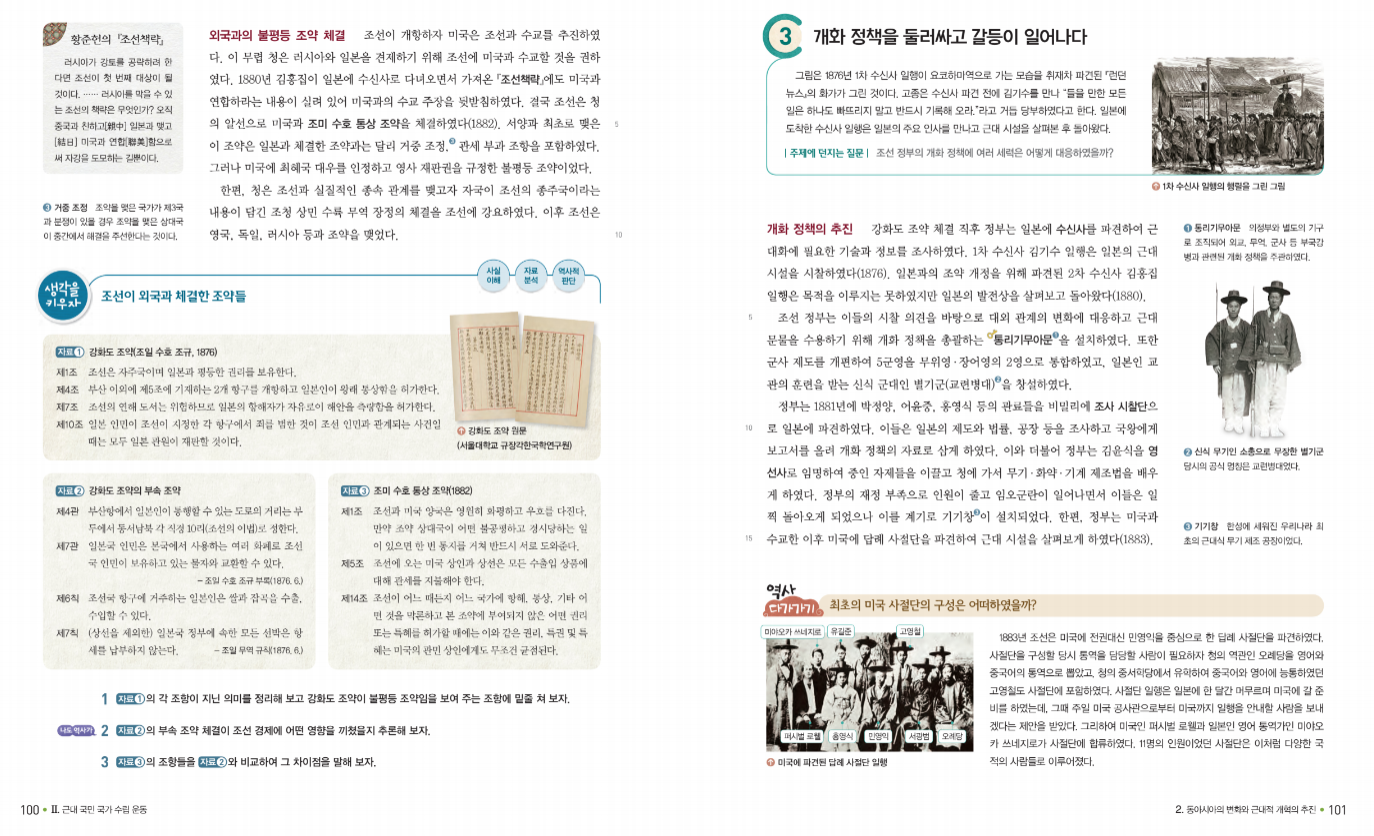 황준헌의 『조선책략』
러시아가 강토를 공략하려 한
다면 조선이 첫 번째 대상이 될
것이다. …… 러시아를 막을 수 있
는 조선의 책략은 무엇인가? 오직
중국과 친하고[親中] 일본과 맺고
[結日] 미국과 연합[聯美]함으로
써 자강을 도모하는 길뿐이다.
3 거중 조정 조약을 맺은 국가가 제3국
과 분쟁이 있을 경우 조약을 맺은 상대국
이 중간에서 해결을 주선한다는 것이다.
외국과의 불평등 조약 체결 조선이 개항하자 미국은 조선과 수교를 추진하였
다. 이 무렵 청은 러시아와 일본을 견제하기 위해 조선에 미국과 수교할 것을 권하
였다. 1880년 김홍집이 일본에 수신사로 다녀오면서 가져온 『조선책략』에도 미국과
연합하라는 내용이 실려 있어 미국과의 수교 주장을 뒷받침하였다. 결국 조선은 청
의 알선으로 미국과 조미 수호 통상 조약을 체결하였다(1882). 서양과 최초로 맺은
5
이 조약은 일본과 체결한 조약과는 달리 거중 조정,3 관세 부과 조항을 포함하였다.
그러나 미국에 최혜국 대우를 인정하고 영사 재판권을 규정한 불평등 조약이었다.
한편, 청은 조선과 실질적인 종속 관계를 맺고자 자국이 조선의 종주국이라는
내용이 담긴 조청 상민 수륙 무역 장정의 체결을 조선에 강요하였다. 이후 조선은
영국, 독일, 러시아 등과 조약을 맺었다.
10
생각을
키우자
조선이 외국과 체결한 조약들
사실
이해
자료
분석
역사적
판단
자료 1 강화도 조약(조일 수호 조규, 1876)
제1조 조선은 자주국이며 일본과 평등한 권리를 보유한다.
제4조 부산 이외에 제5조에 기재하는 2개 항구를 개항하고 일본인이 왕래 통상함을 허가한다.
제7조 조선의 연해 도서는 위험하므로 일본의 항해자가 자유로이 해안을 측량함을 허가한다.
제10조 일본 인민이 조선이 지정한 각 항구에서 죄를 범한 것이 조선 인민과 관계되는 사건일
때는 모두 일본 관원이 재판할 것이다.
강화도 조약 원문
(서울대학교 규장각한국학연구원)
자료 2 강화도 조약의 부속 조약
제4관 부산항에서 일본인이 통행할 수 있는 도로의 거리는 부
두에서 동서남북 각 직경 10리(조선의 이법)로 정한다.
제7관 일본국 인민은 본국에서 사용하는 여러 화폐로 조선
국 인민이 보유하고 있는 물자와 교환할 수 있다.
- 조일 수호 조규 부록(1876. 6.)
제6칙 조선국 항구에 거주하는 일본인은 쌀과 잡곡을 수출,
수입할 수 있다.
제7칙 (상선을 제외한) 일본국 정부에 속한 모든 선박은 항
세를 납부하지 않는다. - 조일 무역 규칙(1876. 6.)
자료 3 조미 수호 통상 조약(1882)
제1조 조선과 미국 양국은 영원히 화평하고 우호를 다진다.
만약 조약 상대국이 어떤 불공평하고 경시당하는 일
이 있으면 한 번 통지를 거쳐 반드시 서로 도와준다.
제5조 조선에 오는 미국 상인과 상선은 모든 수출입 상품에
대해 관세를 지불해야 한다.
제14조 조선이 어느 때든지 어느 국가에 항해, 통상, 기타 어
떤 것을 막론하고 본 조약에 부여되지 않은 어떤 권리
또는 특혜를 허가할 때에는 이와 같은 권리, 특권 및 특
혜는 미국의 관민 상인에게도 무조건 균점된다.
1 자료 1의 각 조항이 지닌 의미를 정리해 보고 강화도 조약이 불평등 조약임을 보여 주는 조항에 밑줄 쳐 보자.
나도 역사가 2 자료 2의 부속 조약 체결이 조선 경제에 어떤 영향을 끼쳤을지 추론해 보자.
3 자료 3의 조항들을 자료 2와 비교하여 그 차이점을 말해 보자.
100 • Ⅱ. 근대 국민 국가 수립 운동
3 개화 정책을 둘러싸고 갈등이 일어나다
그림은 1876년 1차 수신사 일행이 요코하마역으로 가는 모습을 취재차 파견된 『런던
뉴스』의 화가가 그린 것이다. 고종은 수신사 파견 전에 김기수를 만나 “들을 만한 모든
일은 하나도 빠뜨리지 말고 반드시 기록해 오라.”라고 거듭 당부하였다고 한다. 일본에
도착한 수신사 일행은 일본의 주요 인사를 만나고 근대 시설을 살펴본 후 돌아왔다.
| 주제에 던지는 질문 | 조선 정부의 개화 정책에 여러 세력은 어떻게 대응하였을까?
1차 수신사 일행의 행렬을 그린 그림
개화 정책의 추진 강화도 조약 체결 직후 정부는 일본에 수신사를 파견하여 근
대화에 필요한 기술과 정보를 조사하였다. 1차 수신사 김기수 일행은 일본의 근대
시설을 시찰하였다(1876). 일본과의 조약 개정을 위해 파견된 2차 수신사 김홍집
일행은 목적을 이루지는 못하였지만 일본의 발전상을 살펴보고 돌아왔다(1880).
5
조선 정부는 이들의 시찰 의견을 바탕으로 대외 관계의 변화에 대응하고 근대
문물을 수용하기 위해 개화 정책을 총괄하는 통리기무아문1을 설치하였다. 또한
군사 제도를 개편하여 5군영을 무위영·장어영의 2영으로 통합하였고, 일본인 교
관의 훈련을 받는 신식 군대인 별기군(교련병대)2을 창설하였다.
정부는 1881년에 박정양, 어윤중, 홍영식 등의 관료들을 비밀리에 조사 시찰단으
10
로 일본에 파견하였다. 이들은 일본의 제도와 법률, 공장 등을 조사하고 국왕에게
보고서를 올려 개화 정책의 자료로 삼게 하였다. 이와 더불어 정부는 김윤식을 영
선사로 임명하여 중인 자제들을 이끌고 청에 가서 무기·화약·기계 제조법을 배우
게 하였다. 정부의 재정 부족으로 인원이 줄고 임오군란이 일어나면서 이들은 일
찍 돌아오게 되었으나 이를 계기로 기기창3이 설치되었다. 한편, 정부는 미국과
15
수교한 이후 미국에 답례 사절단을 파견하여 근대 시설을 살펴보게 하였다(1883).
1 통리기무아문 의정부와 별도의 기구
로 조직되어 외교, 무역, 군사 등 부국강
병과 관련된 개화 정책을 주관하였다.
2 신식 무기인 소총으로 무장한 별기군
당시의 공식 명칭은 교련병대였다.
3 기기창 한성에 세워진 우리나라 최
초의 근대식 무기 제조 공장이었다.
역사
다가가기
최초의 미국 사절단의 구성은 어떠하였을까?
미야오카 쓰네지로
유길준
고영철
퍼시벌 로웰
홍영식
민영익
서광범
오례당
미국에 파견된 답례 사절단 일행
1883년 조선은 미국에 전권대신 민영익을 중심으로 한 답례 사절단을 파견하였다.
사절단을 구성할 당시 통역을 담당할 사람이 필요하자 청의 역관인 오례당을 영어와
중국어의 통역으로 뽑았고, 청의 중서학당에서 유학하여 중국어와 영어에 능통하였던
고영철도 사절단에 포함하였다. 사절단 일행은 일본에 한 달간 머무르며 미국에 갈 준
비를 하였는데, 그때 주일 미국 공사관으로부터 미국까지 일행을 안내할 사람을 보내
겠다는 제안을 받았다. 그리하여 미국인 퍼시벌 로웰과 일본인 영어 통역가인 미야오
카 쓰네지로가 사절단에 합류하였다. 11명의 인원이었던 사절단은 이처럼 다양한 국
적의 사람들로 이루어졌다.
2. 동아시아의 변화와 근대적 개혁의 추진 • 101